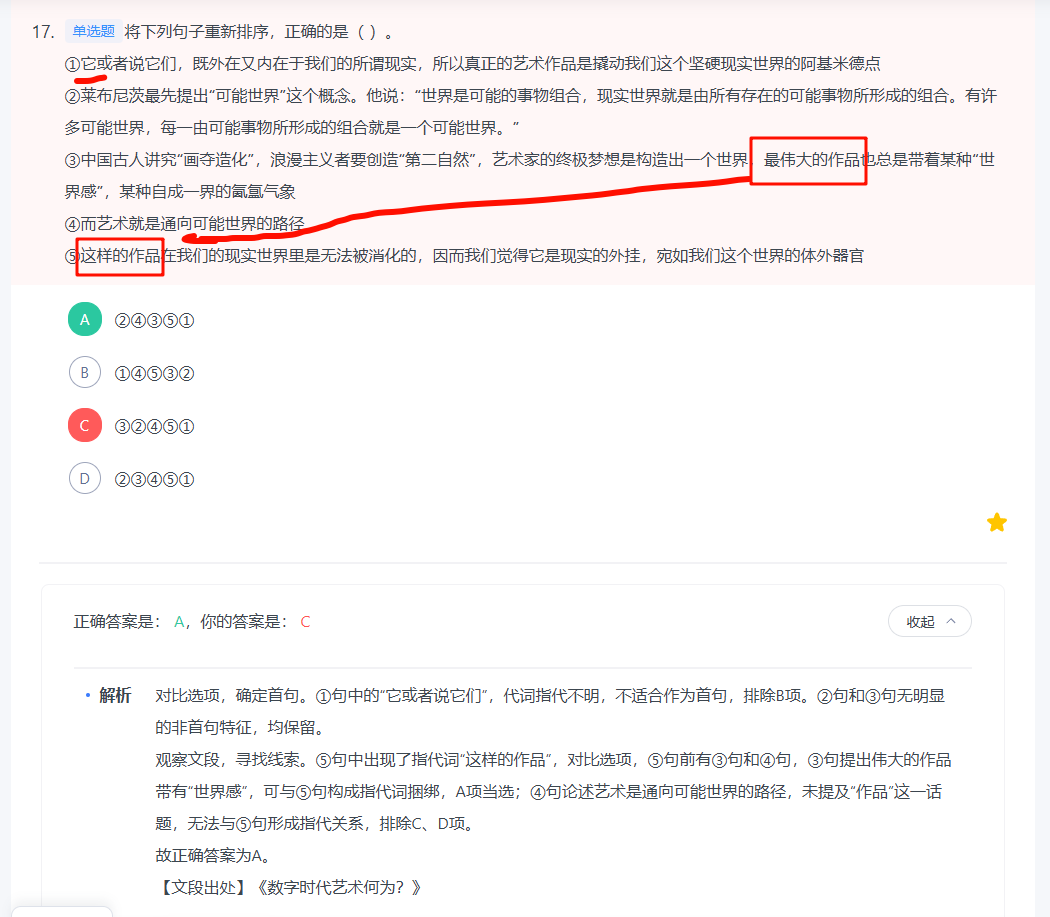 17. 单选题 将下列句子重新排序，正确的是（ ）。
①它或者说它们，既外在又内在于我们的所谓现实，所以真正的艺术作品是撬动我们这个坚硬现实世界的阿基米德点
②莱布尼茨最先提出“可能世界”这个概念。他说：“世界是可能的事物组合，现实世界就是由所有存在的可能事物所形成的组合。有许
多可能世界，每一由可能事物所形成的组合就是一个可能世界。”
③中国古人讲究“画夺造化”，浪漫主义者要创造“第二自然”，艺术家的终极梦想是构造出一个世界 最伟大的作品也总是带着某种“世
界感”，某种自成一界的氤氲气象
④而艺术就是通向可能世界的路径
⑤这样的作品在我们的现实世界里是无法被消化的，因而我们觉得它是现实的外挂，宛如我们这个世界的体外器官
A ②④③⑤①
B ①④⑤③②
C ③②④⑤①
D ②③④⑤①
正确答案是： A，你的答案是： C
收起
• 解析 对比选项，确定首句。①句中的“它或者说它们”，代词指代不明，不适合作为首句，排除B项。②句和③句无明显
的非首句特征，均保留。
观察文段，寻找线索。⑤句中出现了指代词“这样的作品”，对比选项，⑤句前有③句和④句，③句提出伟大的作品
带有“世界感”，可与⑤句构成指代词捆绑，A项当选；④句论述艺术是通向可能世界的路径，未提及“作品”这一话
题，无法与⑤句形成指代关系，排除C、D项。
故正确答案为A。
【文段出处】《数字时代艺术何为？》